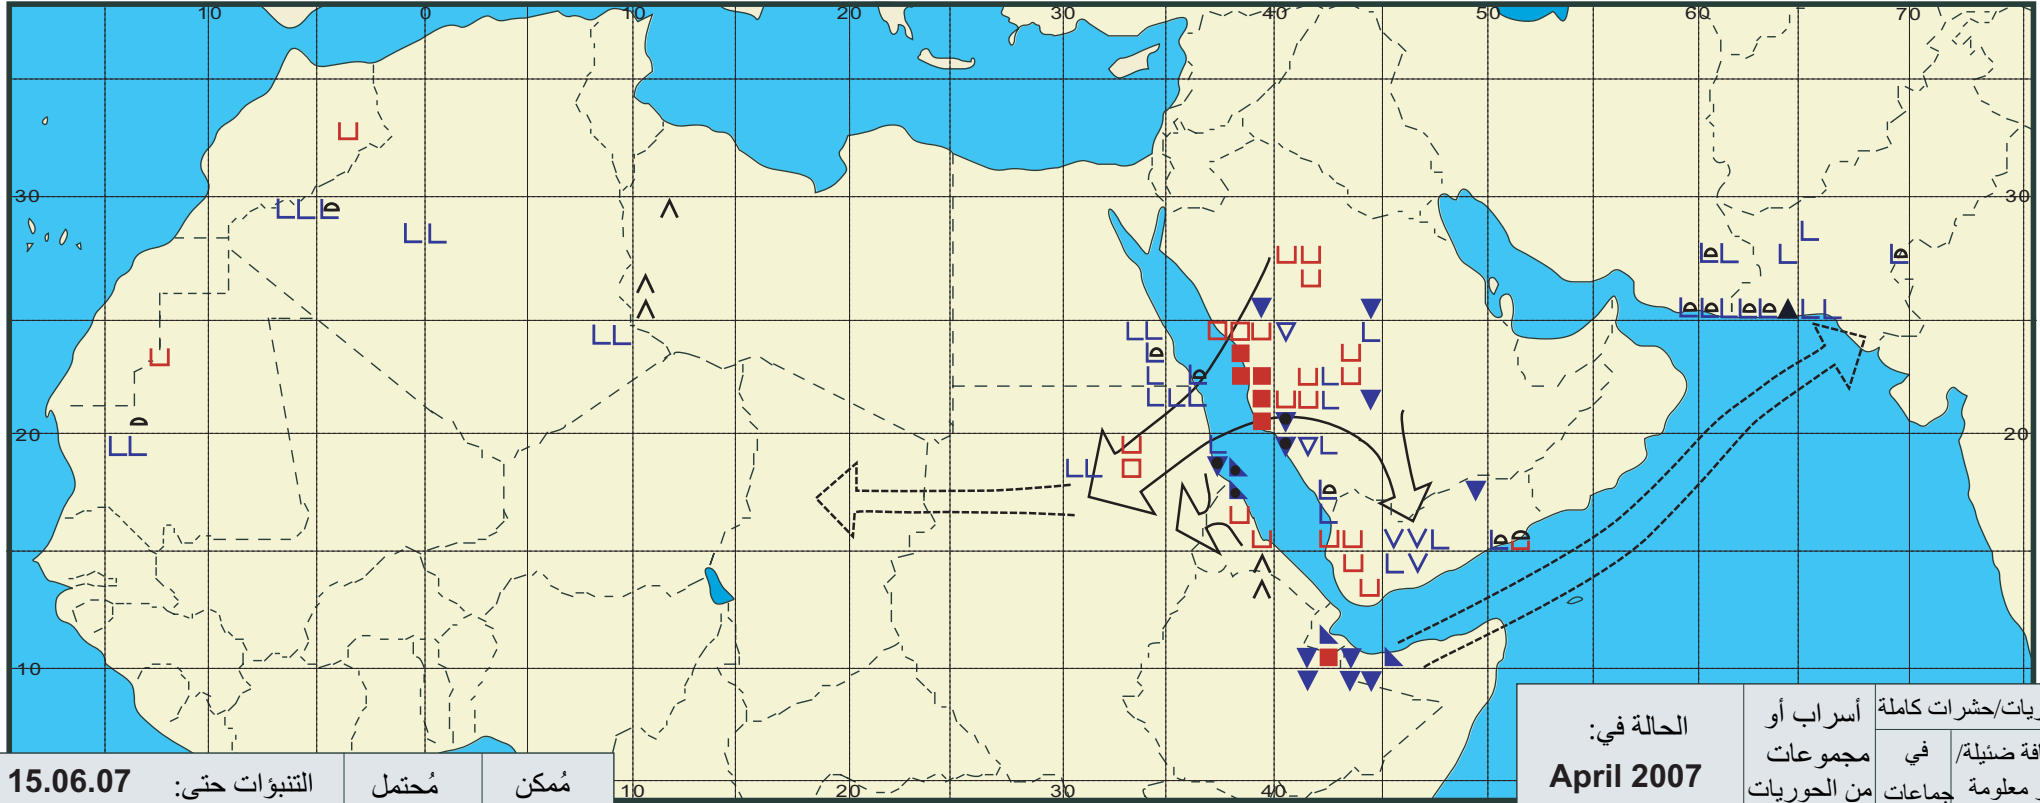 10 0 10 20 30 40 50 60 70
30 30
20 20
10 10
10 20 30 40
التنبؤات حتى: 15.06.07
مُحتمل
مُمكن
الحالة في:
April 2007
أسراب أو
مجموعات
من الحوريات
حشرات كاملة
في
جماعات
ضئيلة/
معلومة